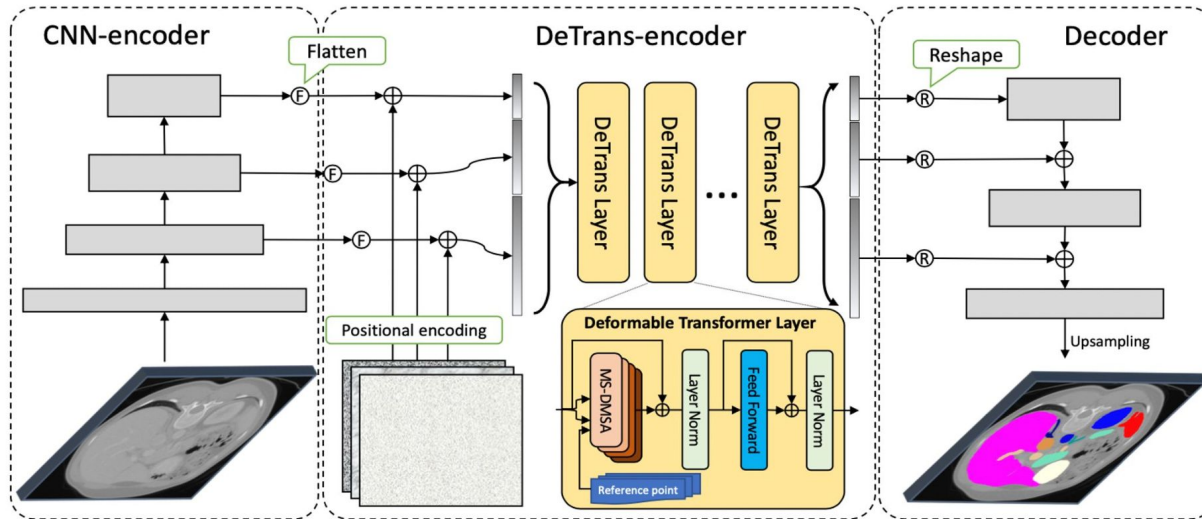 CNN-encoder
DeTrans-encoder
Decoder
Flatten
Reshape
F
F
F
R
R
R
DeTrans Layer
DeTrans Layer
...
DeTrans Layer
Positional encoding
Deformable Transformer Layer
MS-DMSA
Layer Norm
Feed Forward
Layer Norm
Reference point
Upsampling